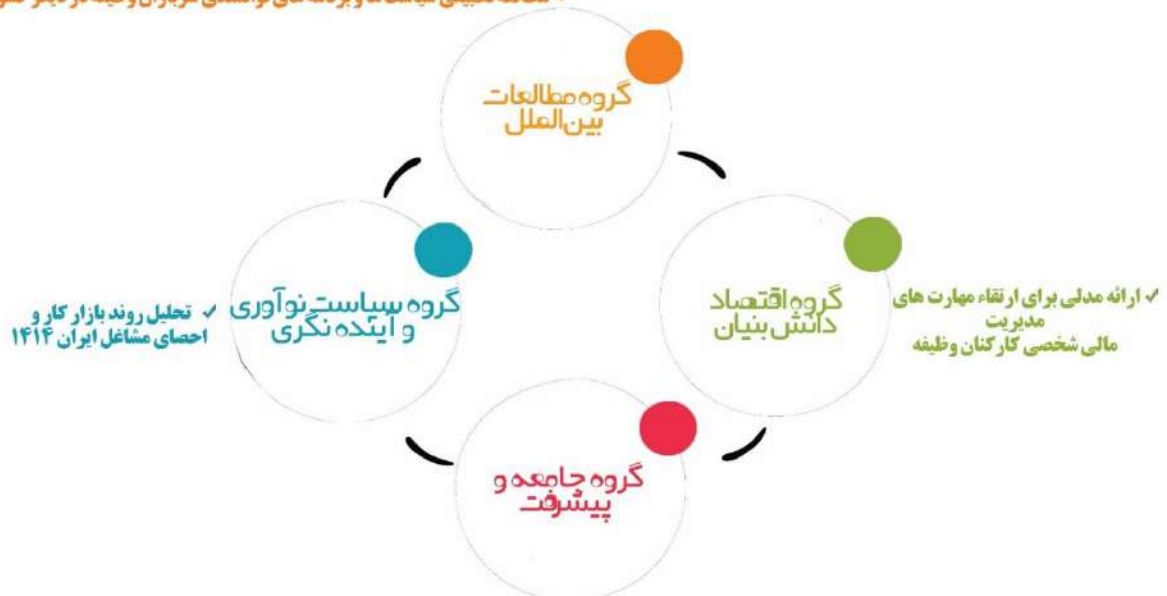 گروه مطالعات
بین‌الملل
گروه سیاست نوآوری
و آینده نگری
✓ تحلیل روند بازار کار و
احصای مشاغل ایران ۱۴۱۴
گروه اقتصاد
دانش بنیان
✓ ارائه مدلی برای ارتقاء مهارت های
مدیریت
مالی شخصی کارکنان وظیفه
گروه جامعه و
پیشرفت